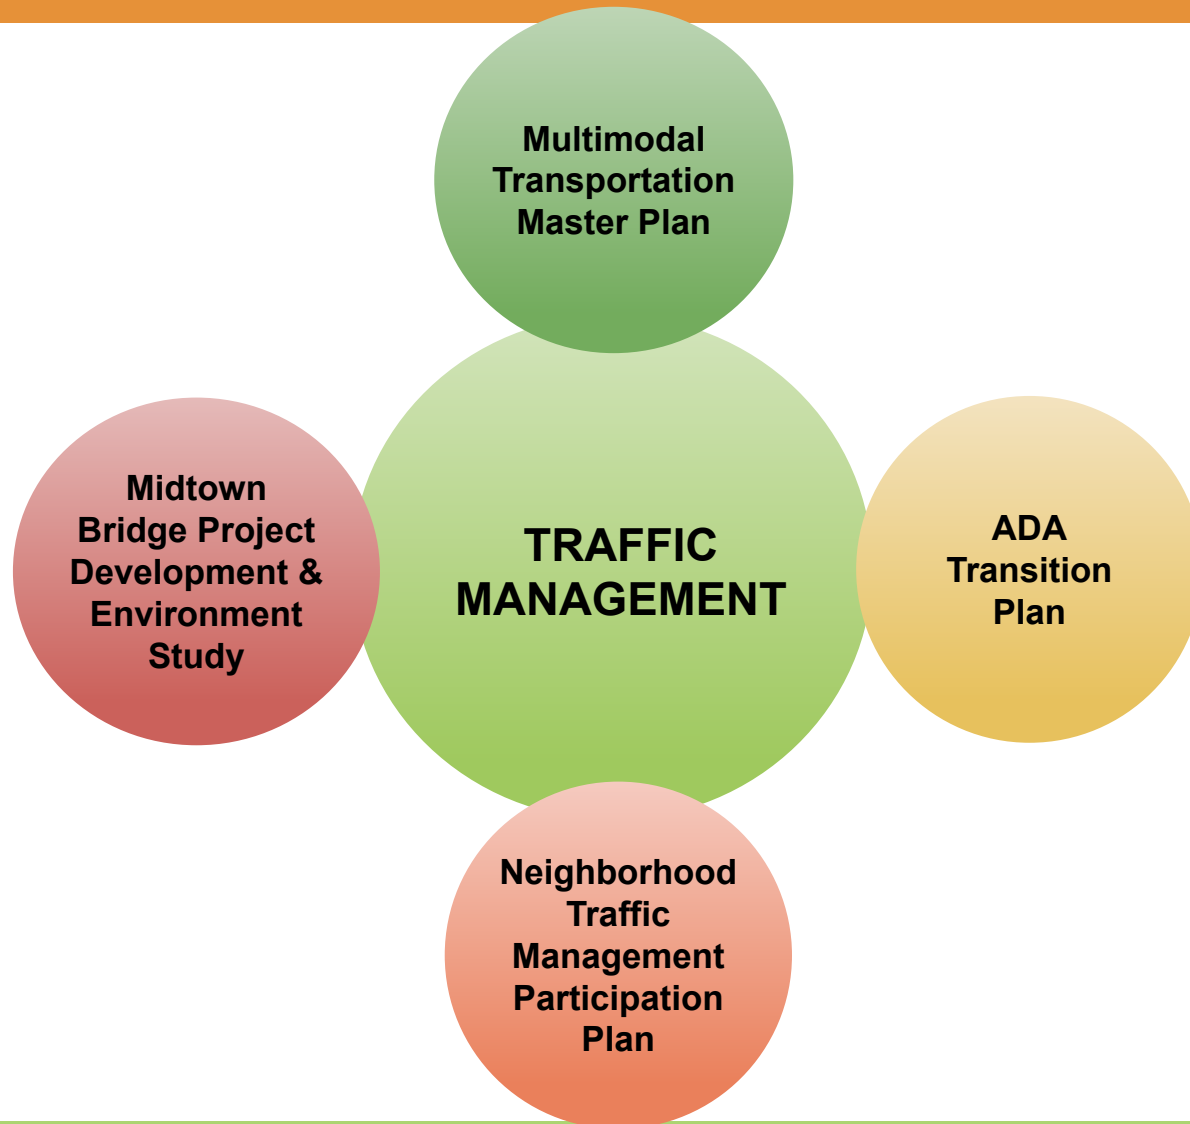 Multimodal
Transportation
Master Plan
Midtown
Bridge Project
Development &
Environment
Study
TRAFFIC
MANAGEMENT
ADA
Transition
Plan
Neighborhood
Traffic
Management
Participation
Plan